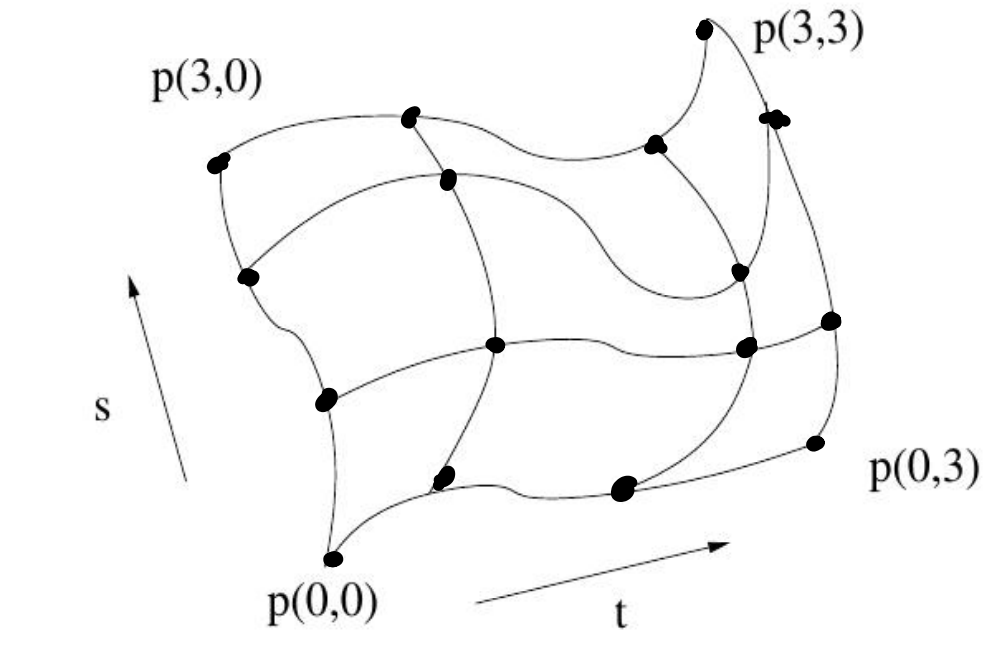 p(3,3)
p(3,0)
s
p(0,3)
p(0,0)
t